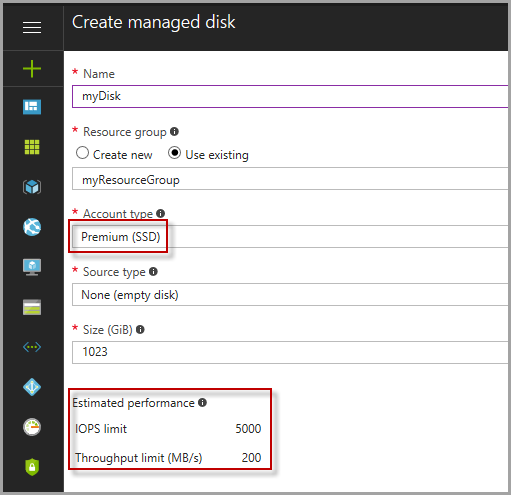 Create managed disk
* Name
myDisk
* Resource group
Create new Use existing
myResourceGroup
* Account type
Premium (SSD)
* Source type
None (empty disk)
* Size (GiB)
1023
Estimated performance
IOPS limit 5000
Throughput limit (MB/s) 200